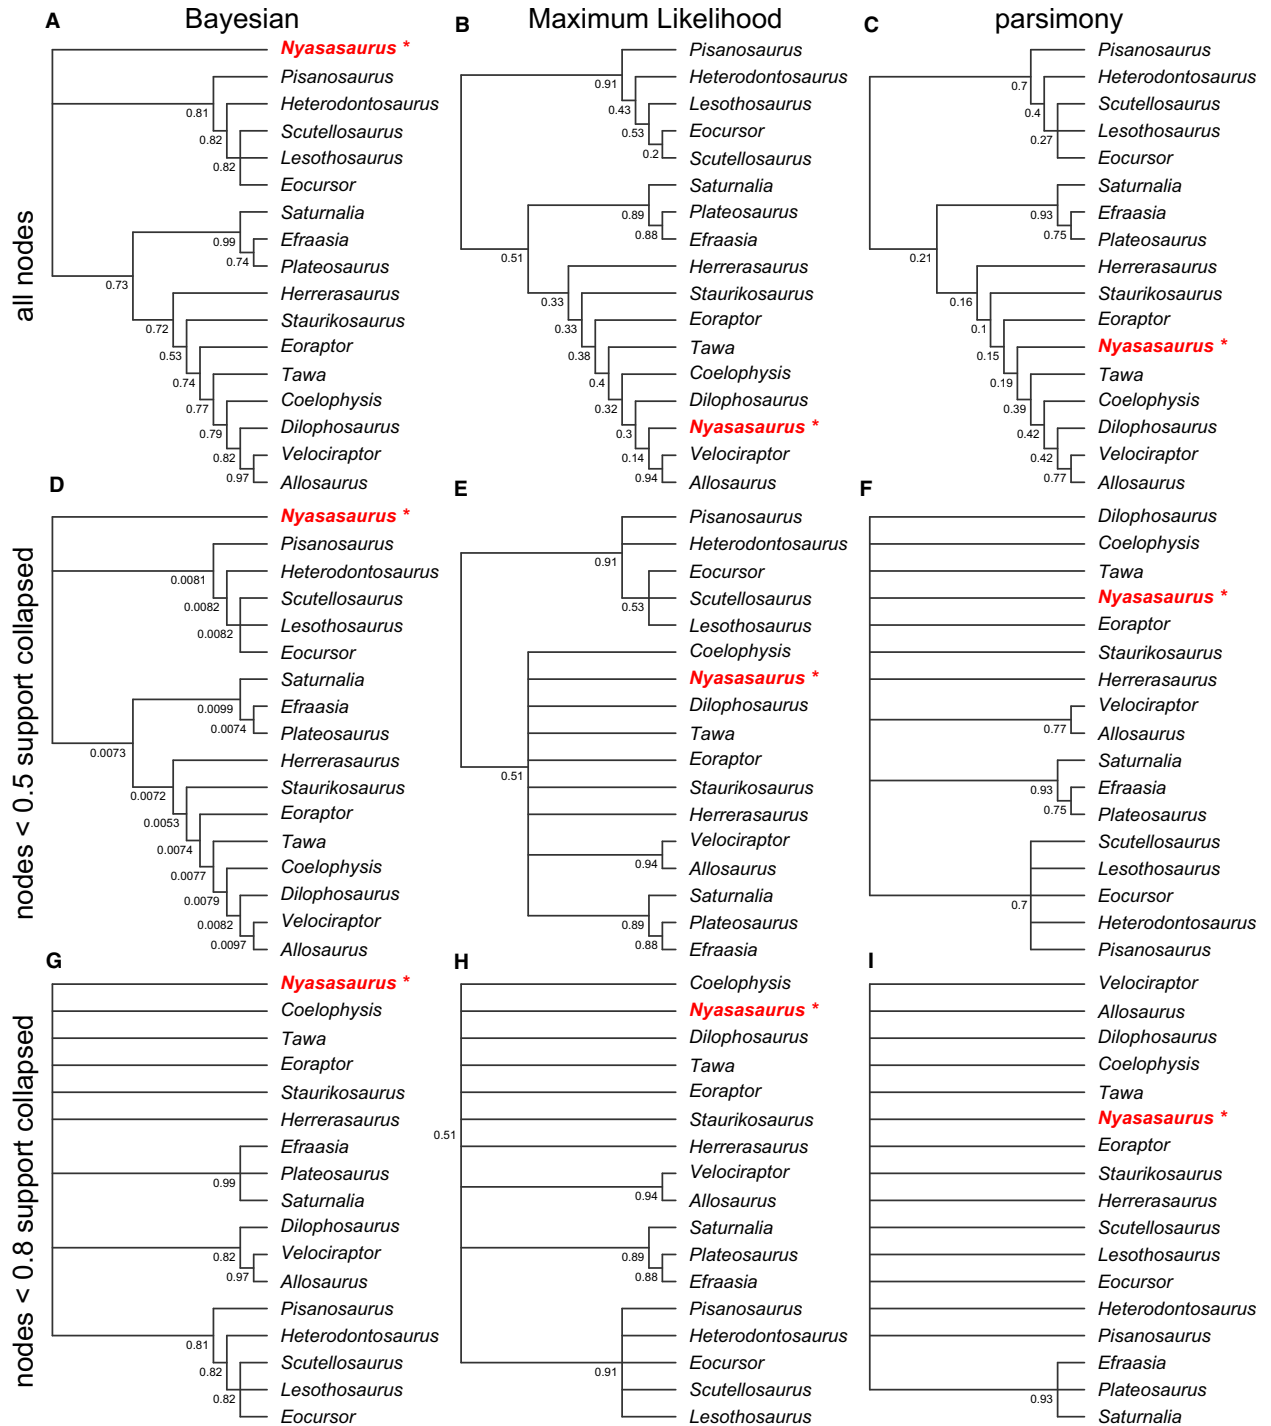 A
Bayesian
Nyasasaurus *
Pisanosaurus
0.81
Heterodontosaurus
0.82
Scutellosaurus
Lesothosaurus
0.82
Eocursor
Saturnalia
0.99
Efraasia
0.74
Plateosaurus
0.73
Herrerasaurus
0.72
Staurikosaurus
0.53
Eoraptor
0.74
Tawa
0.77
Coelophysis
0.79
Dilophosaurus
0.82
Velociraptor
0.97
Allosaurus
all nodes
B
Maximum Likelihood
Pisanosaurus
0.91
Heterodontosaurus
0.43
Lesothosaurus
0.53
Eocursor
0.2
Scutellosaurus
Saturnalia
0.89
Plateosaurus
0.88
Efraasia
0.51
Herrerasaurus
0.33
Staurikosaurus
0.33
Eoraptor
0.38
Tawa
0.4
Coelophysis
0.32
Dilophosaurus
0.3
Nyasasaurus *
0.14
Velociraptor
0.94
Allosaurus
C
parsimony
Pisanosaurus
0.7
Heterodontosaurus
0.4
Scutellosaurus
Lesothosaurus
0.27
Eocursor
Saturnalia
0.93
Efraasia
0.75
Plateosaurus
0.21
Herrerasaurus
0.16
Staurikosaurus
0.1
Eoraptor
0.15
Nyasasaurus *
0.19
Tawa
0.39
Coelophysis
0.42
Dilophosaurus
0.42
Velociraptor
0.77
Allosaurus
D
Nyasasaurus *
Pisanosaurus
0.0081
Heterodontosaurus
0.0082
Scutellosaurus
Lesothosaurus
0.0082
Eocursor
Saturnalia
0.0099
Efraasia
0.0074
Plateosaurus
0.0073
Herrerasaurus
0.0072
Staurikosaurus
0.0053
Eoraptor
0.0074
Tawa
0.0077
Coelophysis
0.0079
Dilophosaurus
0.0082
Velociraptor
0.0097
Allosaurus
nodes < 0.5 support collapsed
E
Pisanosaurus
Heterodontosaurus
0.91
Eocursor
Scutellosaurus
0.53
Lesothosaurus
Coelophysis
Nyasasaurus *
Dilophosaurus
Tawa
Eoraptor
0.51
Staurikosaurus
Herrerasaurus
Velociraptor
0.94
Allosaurus
Saturnalia
0.89
Plateosaurus
0.88
Efraasia
F
Dilophosaurus
Coelophysis
Tawa
Nyasasaurus *
Eoraptor
Staurikosaurus
Herrerasaurus
Velociraptor
0.77
Allosaurus
Saturnalia
0.93
Efraasia
0.75
Plateosaurus
Scutellosaurus
Lesothosaurus
Eocursor
0.7
Heterodontosaurus
Pisanosaurus
G
Nyasasaurus *
Coelophysis
Tawa
Eoraptor
Staurikosaurus
Herrerasaurus
Efraasia
Plateosaurus
0.99
Saturnalia
Dilophosaurus
0.82
Velociraptor
0.97
Allosaurus
Pisanosaurus
0.81
Heterodontosaurus
0.82
Scutellosaurus
Lesothosaurus
0.82
Eocursor
nodes < 0.8 support collapsed
H
Coelophysis
Nyasasaurus *
Dilophosaurus
Tawa
Eoraptor
Staurikosaurus
0.51
Herrerasaurus
Velociraptor
0.94
Allosaurus
Saturnalia
0.89
Plateosaurus
0.88
Efraasia
Pisanosaurus
Heterodontosaurus
Eocursor
0.91
Scutellosaurus
Lesothosaurus
I
Velociraptor
Allosaurus
Dilophosaurus
Coelophysis
Tawa
Nyasasaurus *
Eoraptor
Staurikosaurus
Herrerasaurus
Scutellosaurus
Lesothosaurus
Eocursor
Heterodontosaurus
Pisanosaurus
Efraasia
Plateosaurus
0.93
Saturnalia